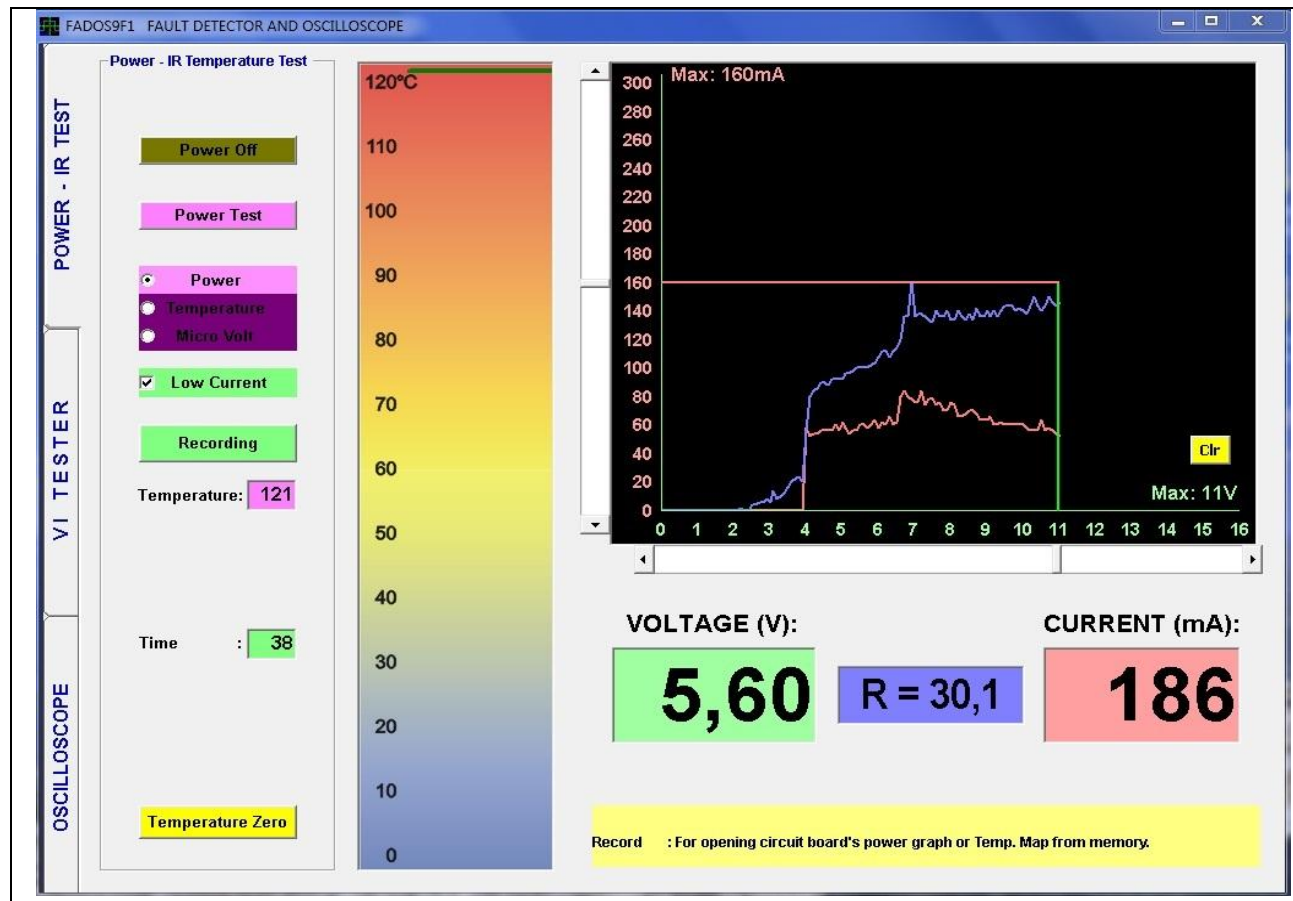 FADOS9F1 FAULT DETECTOR AND OSCILLOSCOPE
POWER - IR TEST
VI TESTER
OSCILLOSCOPE
Power - IR Temperature Test
Power Off
Power Test
Power
Temperature
Micro Volt
Low Current
Recording
Temperature: 121
Time : 38
Temperature Zero
120°C
110
100
90
80
70
60
50
40
30
20
10
0
Max: 160mA
300
280
260
240
220
200
180
160
140
120
100
80
60
40
20
0
Clr
Max: 11V
0 1 2 3 4 5 6 7 8 9 10 11 12 13 14 15 16
VOLTAGE (V): CURRENT (mA):
5,60 R = 30,1 186
Record : For opening circuit board's power graph or Temp. Map from memory.